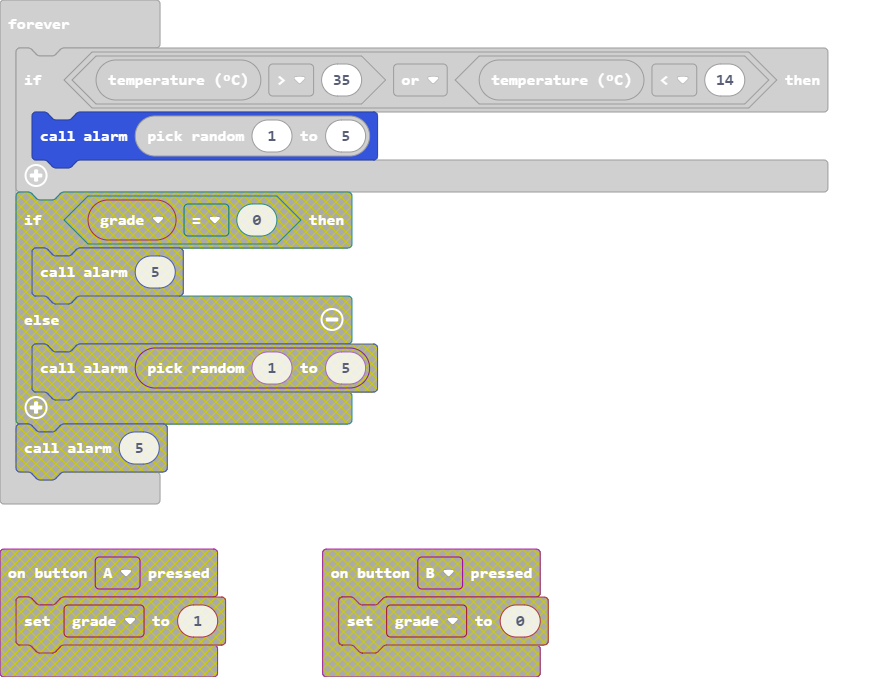 forever
if temperature (ºC) > 35 or temperature (ºC) < 14 then
call alarm pick random 1 to 5
if grade = 0 then
call alarm 5
else
call alarm pick random 1 to 5
call alarm 5
on button A pressed
set grade to 1
on button B pressed
set grade to 0